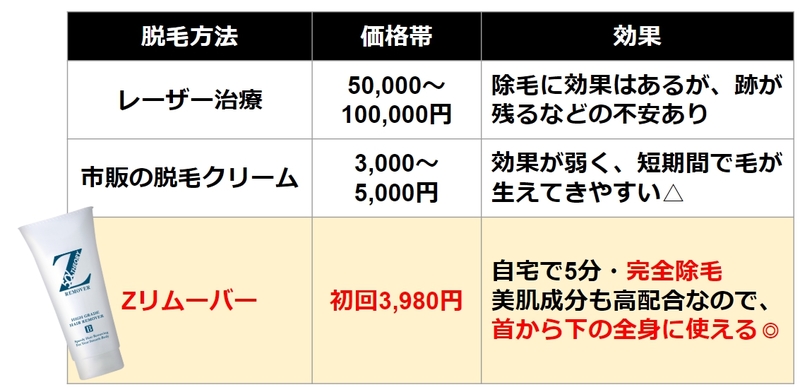 脱毛方法 価格帯 効果
レーザー治療
50,000～
100,000円
除毛に効果はあるが、跡が
残るなどの不安あり
市販の脱毛クリーム
3,000～
5,000円
効果が弱く、短期間で毛が
生えてきやすい△
Z
Remover
REMOVER
HIGH GRADE
HAIR REMOVER
Zリムーバー
初回3,980円
自宅で5分・完全除毛
美肌成分も高配合なので、
首から下の全身に使える◎